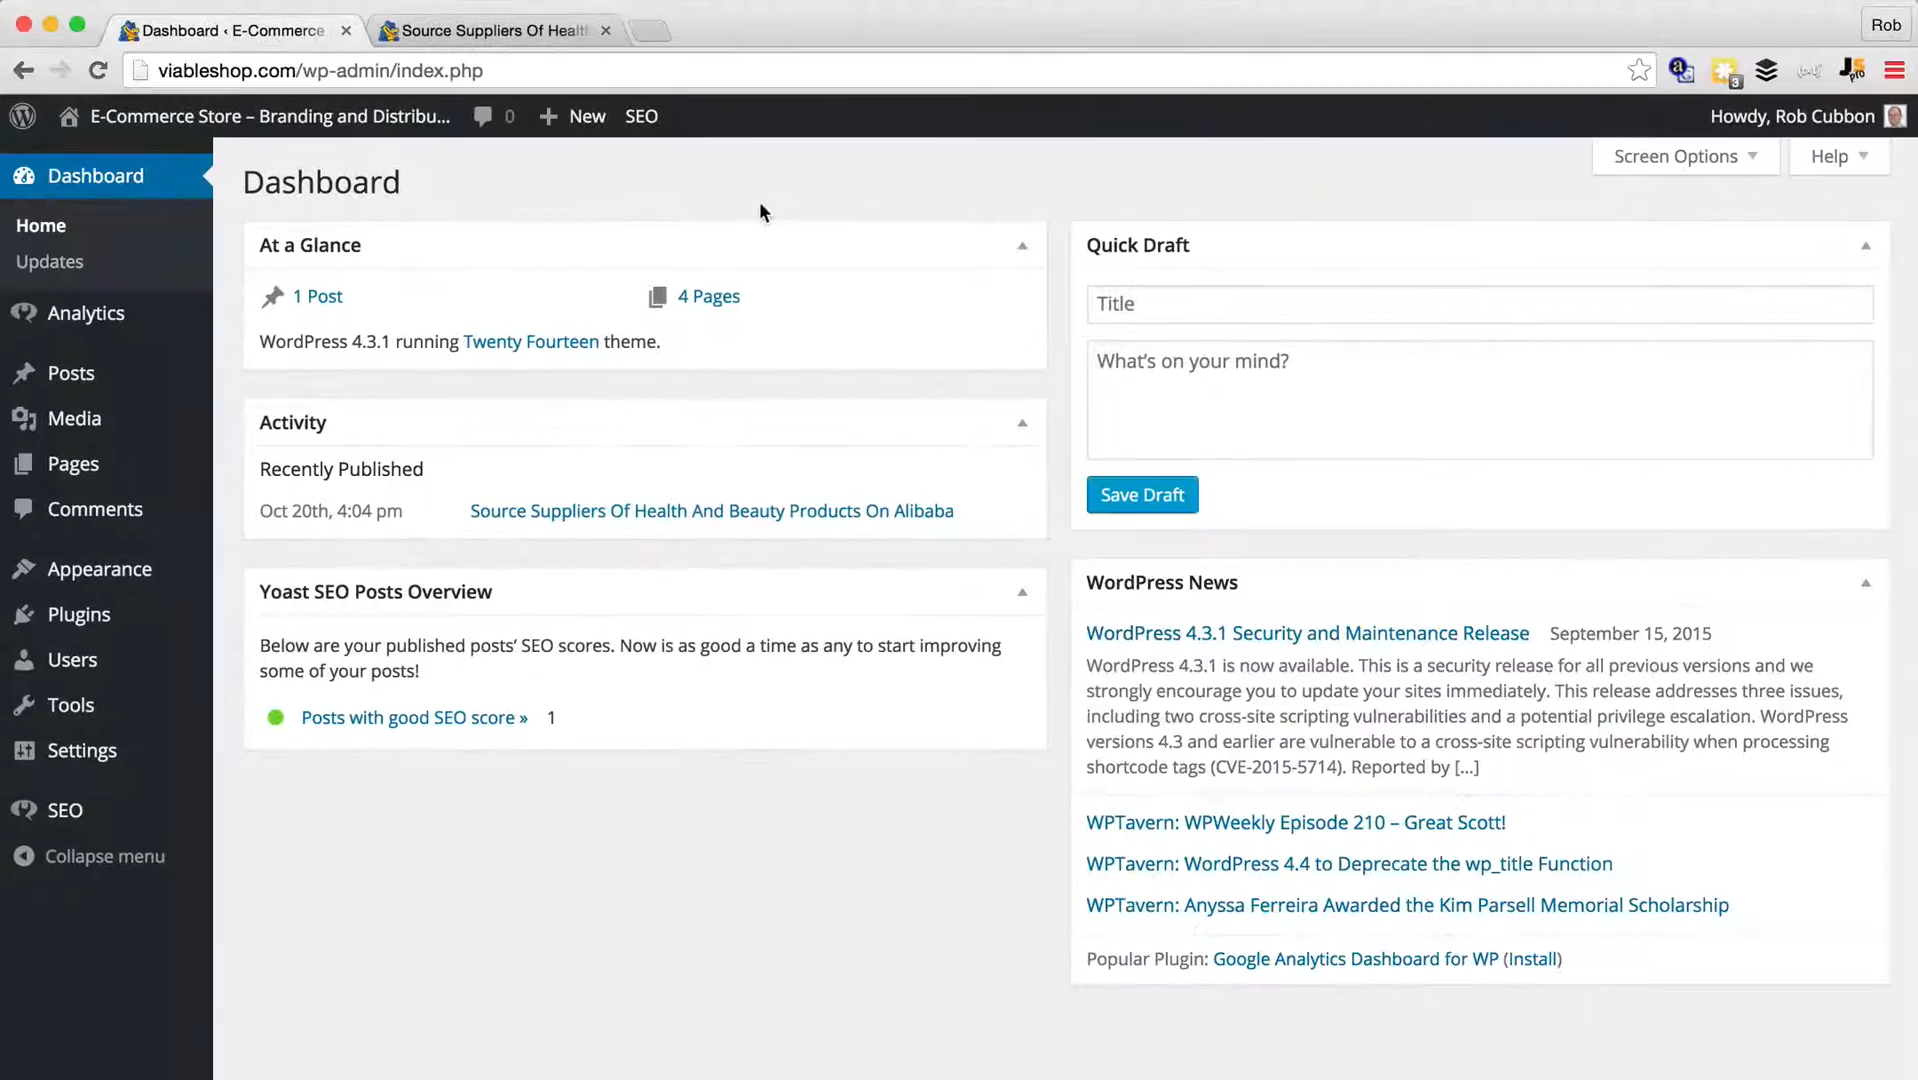 Dashboard ‹ E-Commerce
Source Suppliers Of Healt
Rob
viableshop.com/wp-admin/index.php
3
E-Commerce Store – Branding and Distribu...
0
New
SEO
Howdy, Rob Cubbon
Dashboard
Home
Updates
Analytics
Posts
Media
Pages
Comments
Appearance
Plugins
Users
Tools
Settings
SEO
Collapse menu
Screen Options
Help
Dashboard
At a Glance
1 Post
4 Pages
WordPress 4.3.1 running Twenty Fourteen theme.
Activity
Recently Published
Oct 20th, 4:04 pm
Source Suppliers Of Health And Beauty Products On Alibaba
Yoast SEO Posts Overview
Below are your published posts’ SEO scores. Now is as good a time as any to start improving
some of your posts!
Posts with good SEO score » 1
Quick Draft
Title
What’s on your mind?
Save Draft
WordPress News
WordPress 4.3.1 Security and Maintenance Release September 15, 2015
WordPress 4.3.1 is now available. This is a security release for all previous versions and we
strongly encourage you to update your sites immediately. This release addresses three issues,
including two cross-site scripting vulnerabilities and a potential privilege escalation. WordPress
versions 4.3 and earlier are vulnerable to a cross-site scripting vulnerability when processing
shortcode tags (CVE-2015-5714). Reported by [...]
WPTavern: WPWeekly Episode 210 – Great Scott!
WPTavern: WordPress 4.4 to Deprecate the wp_title Function
WPTavern: Anyssa Ferreira Awarded the Kim Parsell Memorial Scholarship
Popular Plugin: Google Analytics Dashboard for WP (Install)